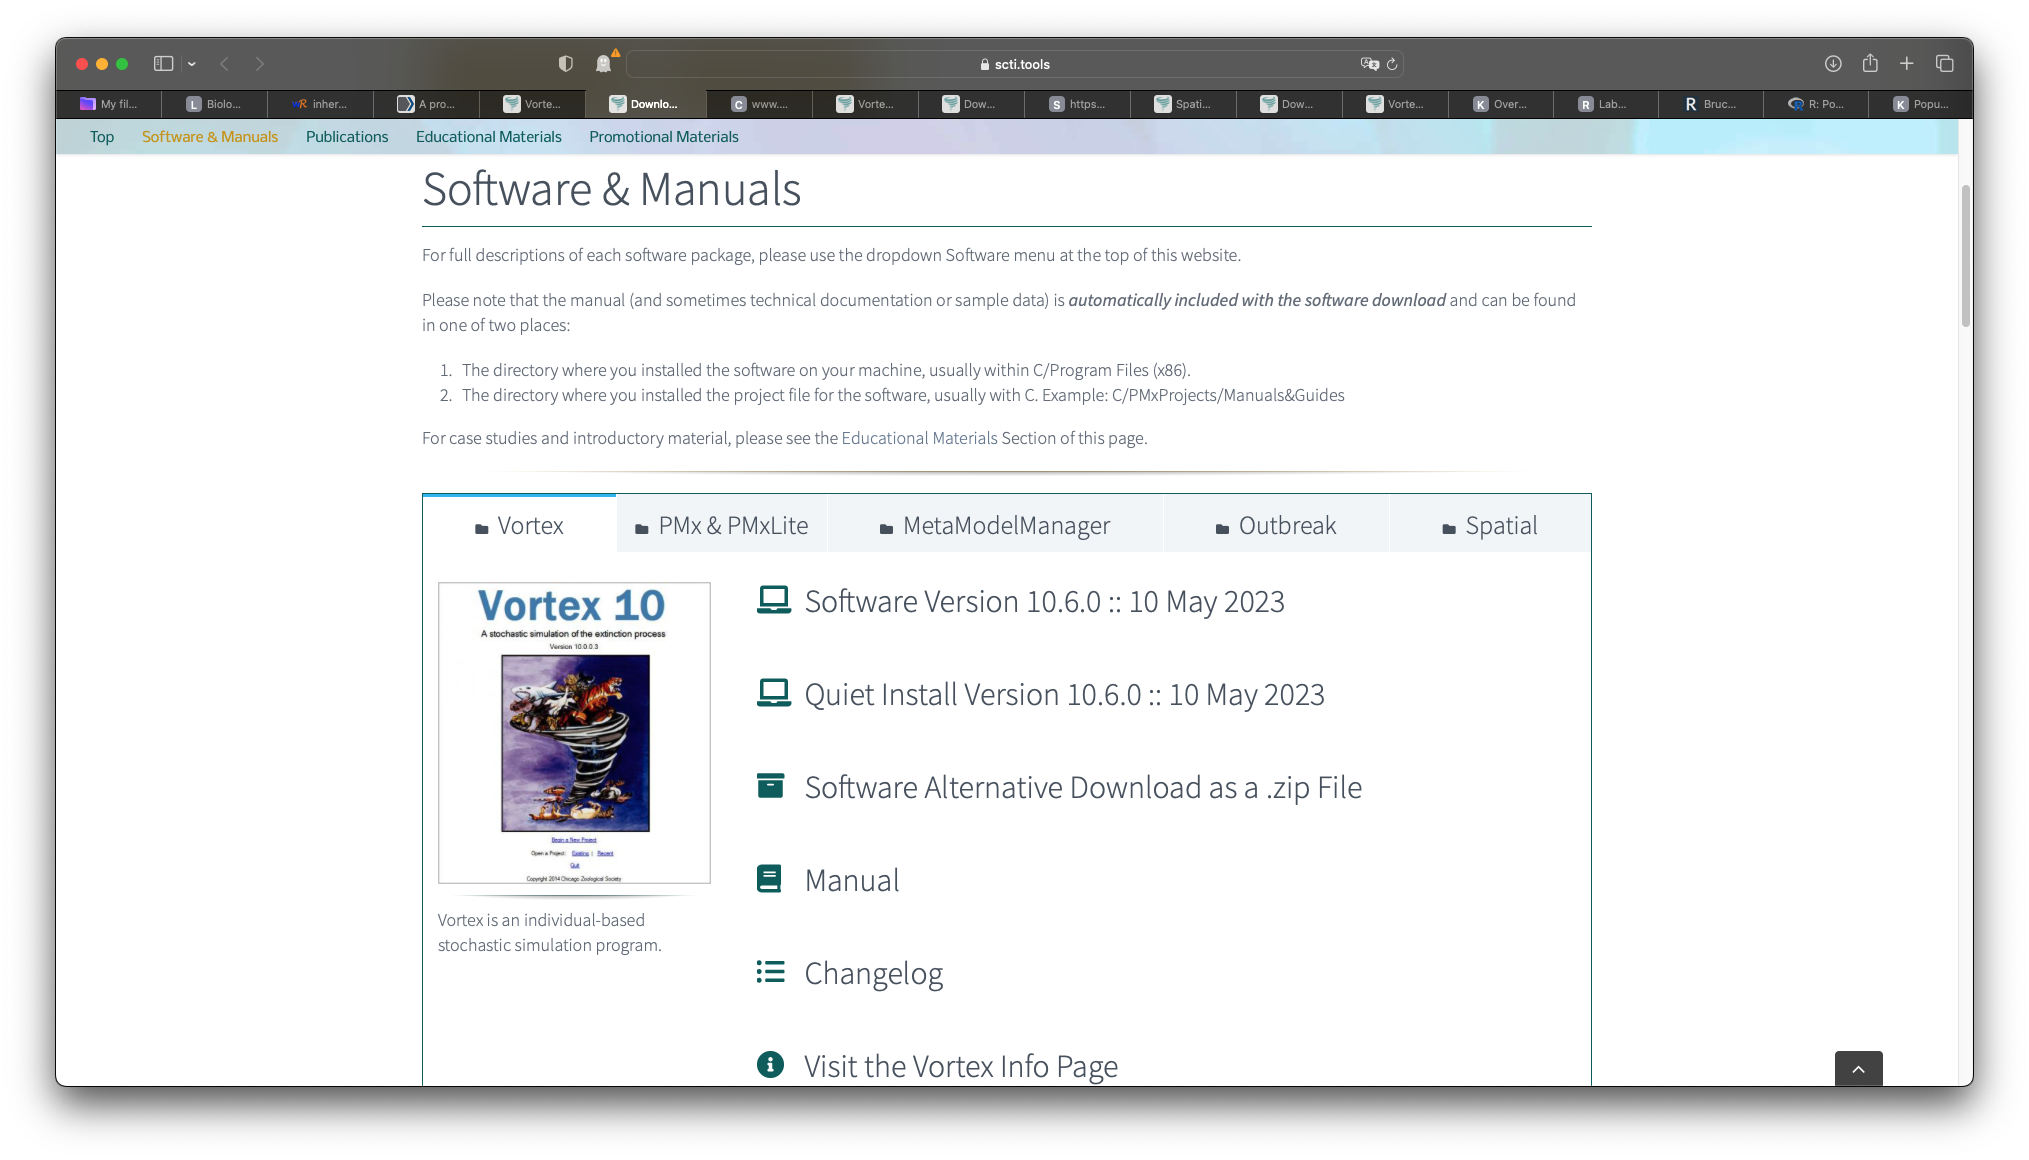 scti.tools
My fil...
L Biolo...
inher...
A pro...
Vorte...
Downlo...
C www....
Vorte...
Dow...
S https...
Spati...
Dow...
Vorte...
K Over...
R Lab...
R Bruc...
R: Po...
K Popu...
Top Software & Manuals Publications Educational Materials Promotional Materials
Software & Manuals
For full descriptions of each software package, please use the dropdown Software menu at the top of this website.
Please note that the manual (and sometimes technical documentation or sample data) is automatically included with the software download and can be found
in one of two places:
1. The directory where you installed the software on your machine, usually within C/Program Files (x86).
2. The directory where you installed the project file for the software, usually with C. Example: C/PMxProjects/Manuals&Guides
For case studies and introductory material, please see the Educational Materials Section of this page.
Vortex PMx & PMxLite MetaModelManager Outbreak Spatial
Vortex 10
A stochastic simulation of the extinction process
Version 10.0.0.3
Begin a New Project
Open a Project: Existing | Recent
Quit
Copyright 2014 Chicago Zoological Society
Vortex is an individual-based
stochastic simulation program.
Software Version 10.6.0 :: 10 May 2023
Quiet Install Version 10.6.0 :: 10 May 2023
Software Alternative Download as a .zip File
Manual
Changelog
Visit the Vortex Info Page